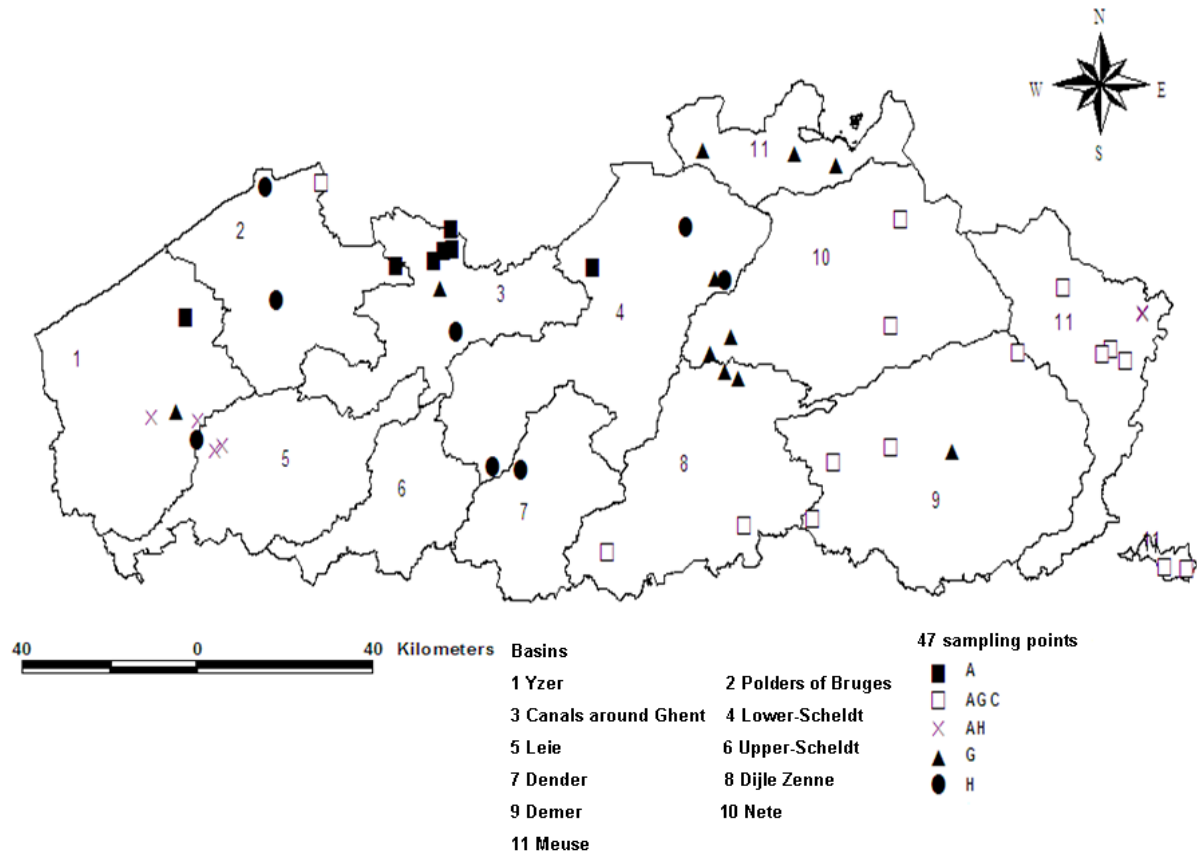 N
W E
S
11
2
10
3
4
11
1
5
8
6
9
7
11
40 0 40 Kilometers
Basins
1 Yzer 2 Polders of Bruges
3 Canals around Ghent 4 Lower-Scheldt
5 Leie 6 Upper-Scheldt
7 Dender 8 Dijle Zenne
9 Demer 10 Nete
11 Meuse
47 sampling points
A
AGC
AH
G
H